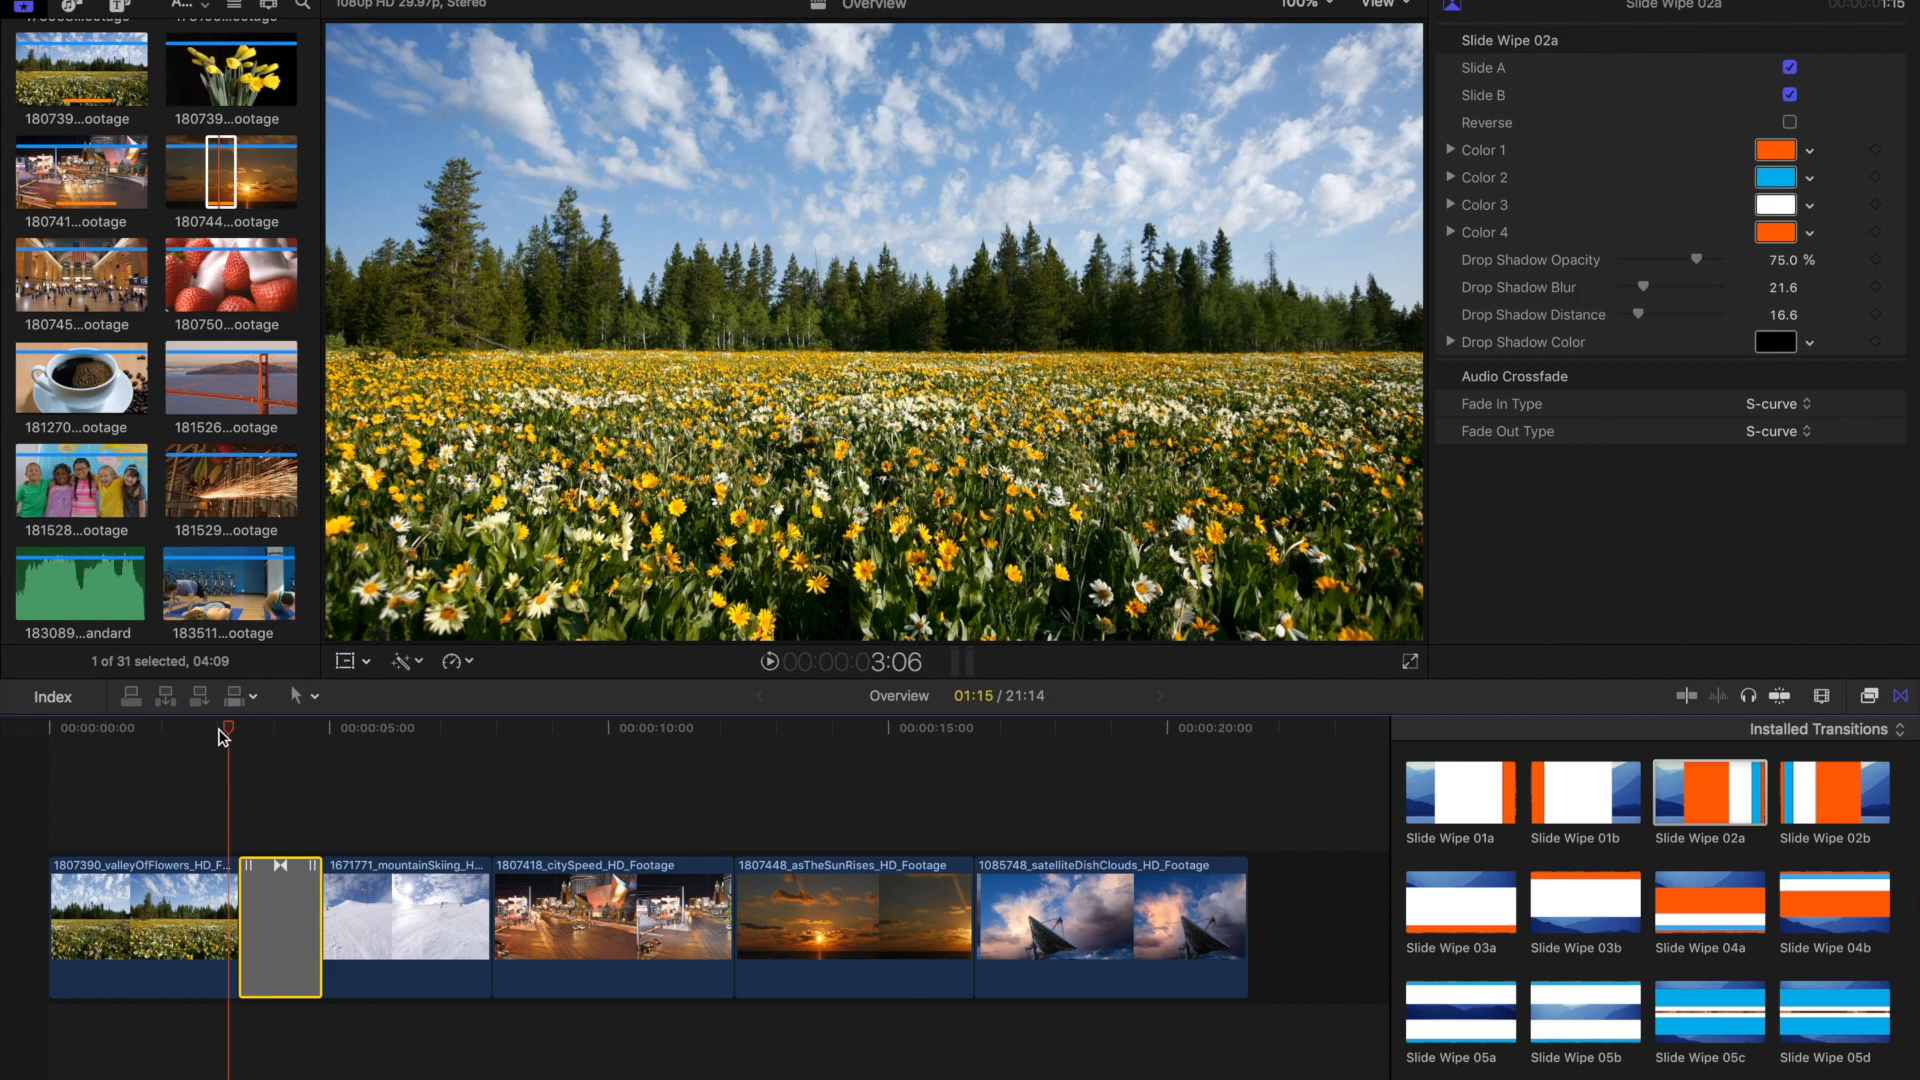 A...
1080p HD 29.97p, Stereo
Overview
100%
View
Slide Wipe 02a
00:00:01:15
180739...ootage
180739...ootage
180741...ootage
180744...ootage
180745...ootage
180750...ootage
181270...ootage
181526...ootage
181528...ootage
181529...ootage
183089...andard
183511...ootage
1 of 31 selected, 04:09
Slide Wipe 02a
Slide A
Slide B
Reverse
Color 1
Color 2
Color 3
Color 4
Drop Shadow Opacity 75.0 %
Drop Shadow Blur 21.6
Drop Shadow Distance 16.6
Drop Shadow Color
Audio Crossfade
Fade In Type S-curve
Fade Out Type S-curve
00:00:03:06
Index
Overview 01:15 / 21:14
00:00:00:00
00:00:05:00
00:00:10:00
00:00:15:00
00:00:20:00
1807390_valleyOfFlowers_HD_F...
1671771_mountainSkiing_H...
1807418_citySpeed_HD_Footage
1807448_asTheSunRises_HD_Footage
1085748_satelliteDishClouds_HD_Footage
Installed Transitions
Slide Wipe 01a
Slide Wipe 01b
Slide Wipe 02a
Slide Wipe 02b
Slide Wipe 03a
Slide Wipe 03b
Slide Wipe 04a
Slide Wipe 04b
Slide Wipe 05a
Slide Wipe 05b
Slide Wipe 05c
Slide Wipe 05d